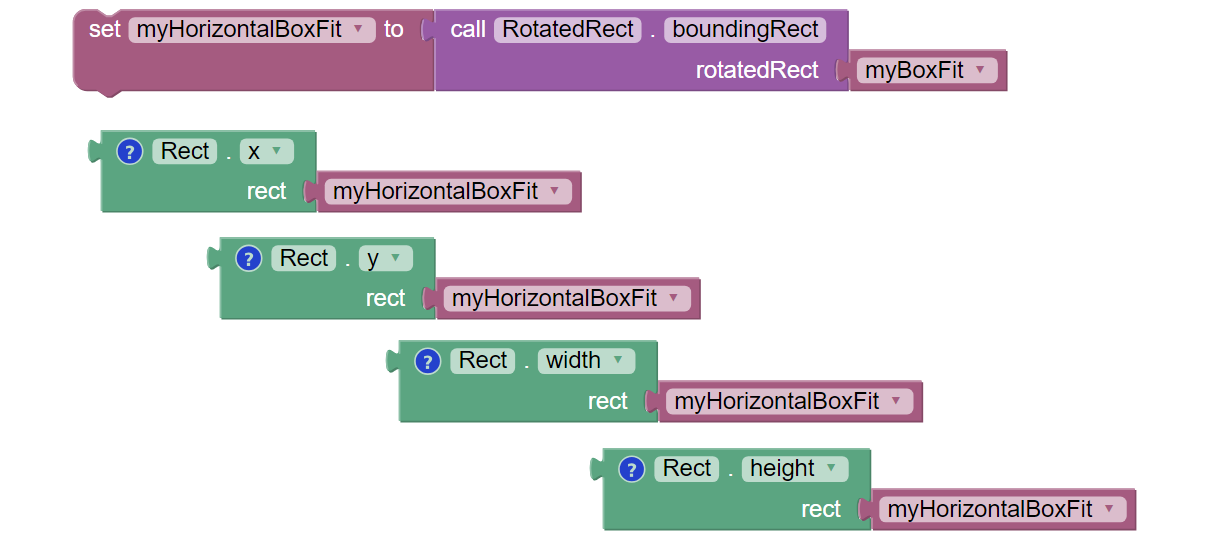 set myHorizontalBoxFit to call RotatedRect . boundingRect
rotatedRect myBoxFit
? Rect . x
rect myHorizontalBoxFit
? Rect . y
rect myHorizontalBoxFit
? Rect . width
rect myHorizontalBoxFit
? Rect . height
rect myHorizontalBoxFit